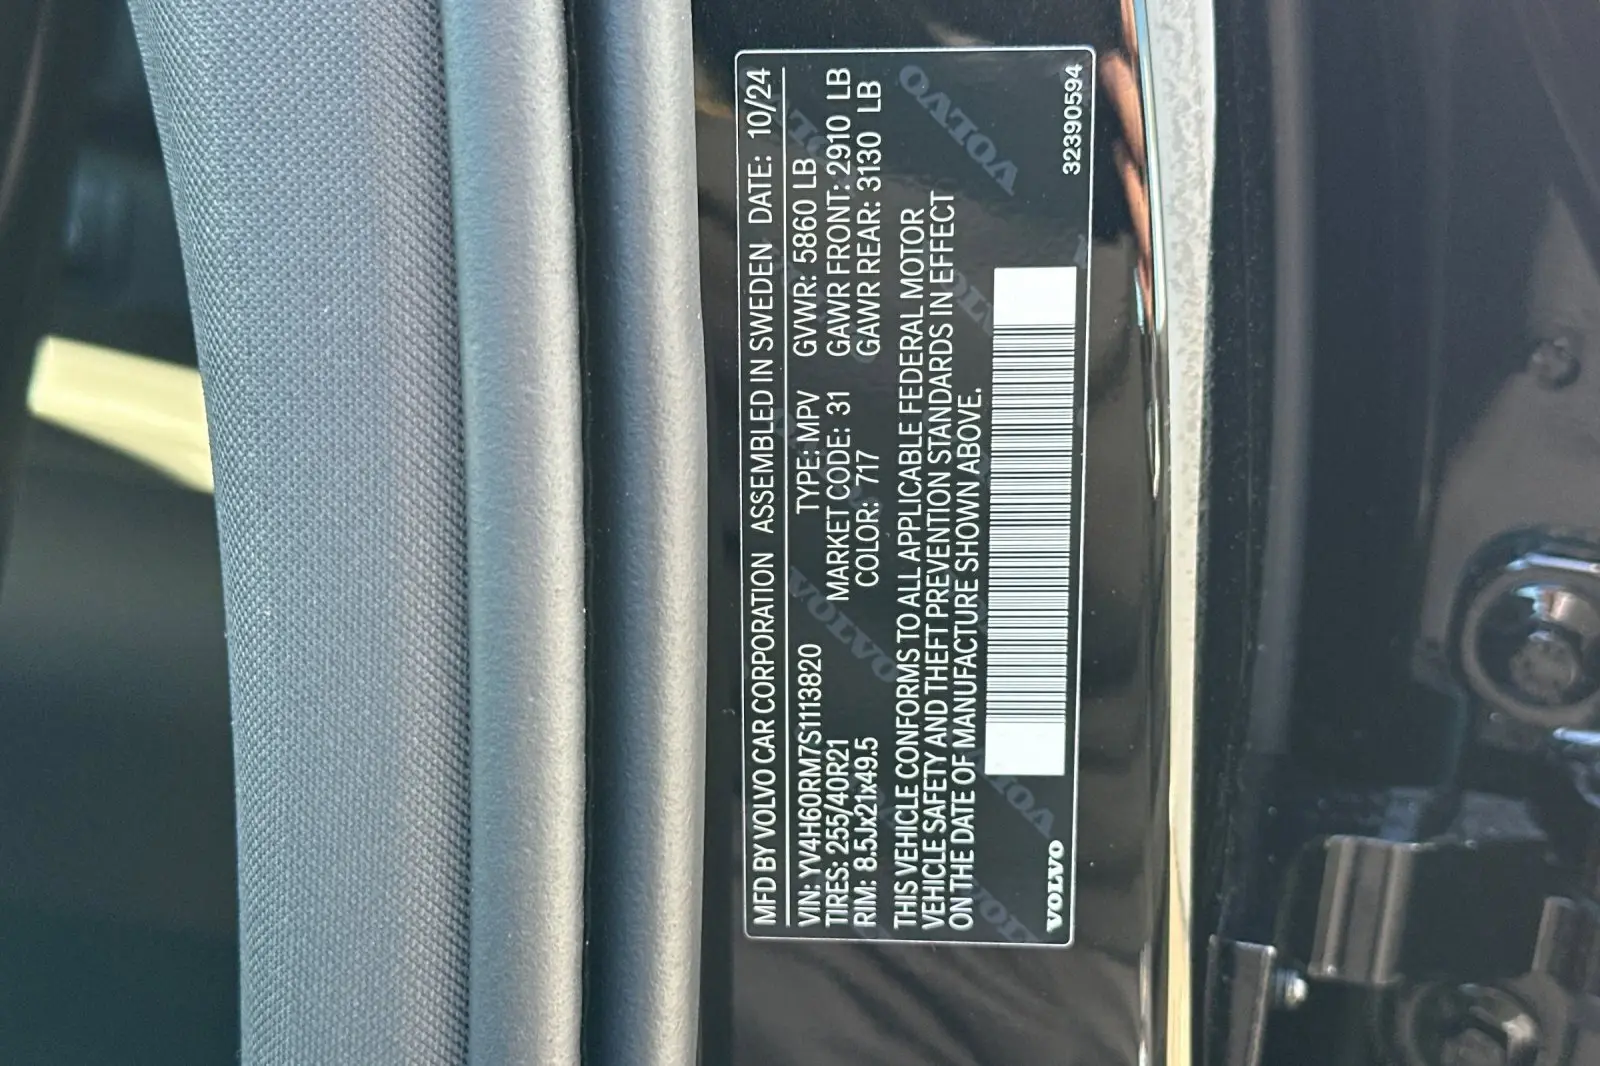 MFD BY VOLVO CAR CORPORATION ASSEMBLED IN SWEDEN DATE: 10/24
VIN: YV4H60RM7S1113820 TYPE: MPV GVWR: 5860 LB
TIRES: 255/40R21 MARKET CODE: 31 GAWR FRONT: 2910 LB
RIM: 8.5Jx21x49.5 COLOR: 717 GAWR REAR: 3130 LB
THIS VEHICLE CONFORMS TO ALL APPLICABLE FEDERAL MOTOR
VEHICLE SAFETY AND THEFT PREVENTION STANDARDS IN EFFECT
ON THE DATE OF MANUFACTURE SHOWN ABOVE.
VOLVO 32390594